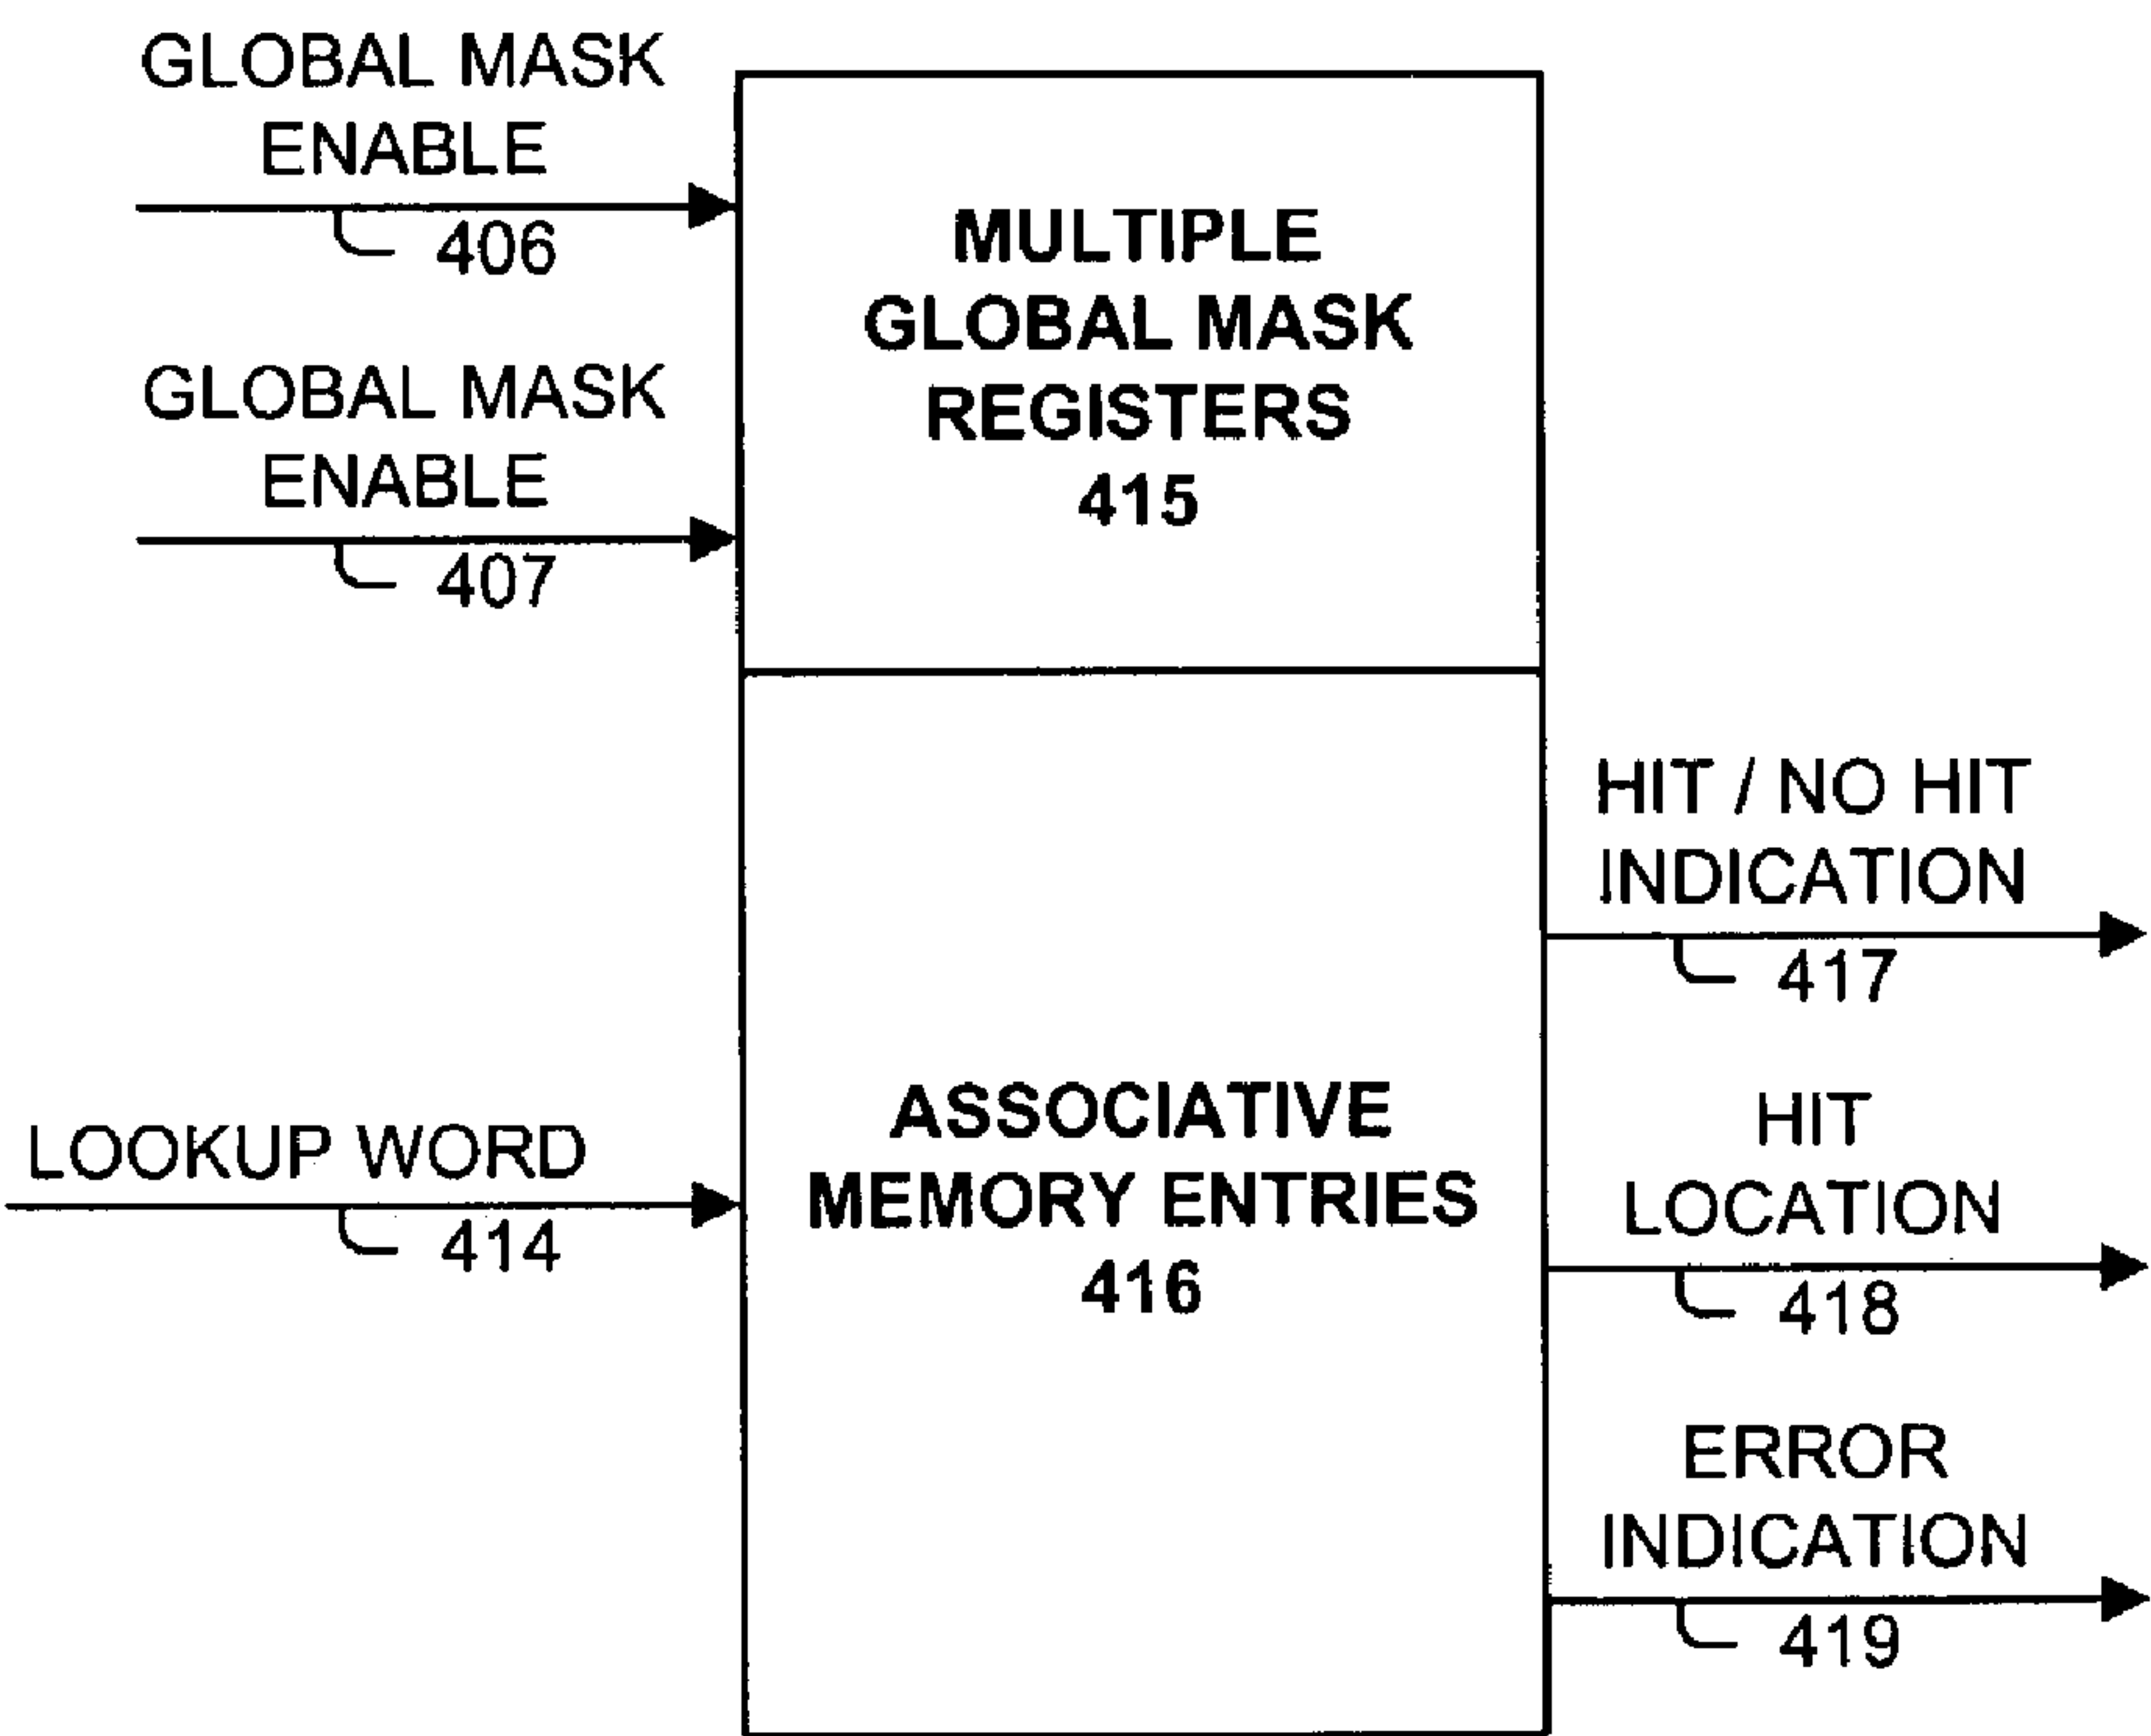 GLOBAL MASK
ENABLE
406
GLOBAL MASK
ENABLE
407
MULTIPLE
GLOBAL MASK
REGISTERS
415
LOOKUP WORD
414
ASSOCIATIVE
MEMORY ENTRIES
416
HIT / NO HIT
INDICATION
417
HIT
LOCATION
418
ERROR
INDICATION
419